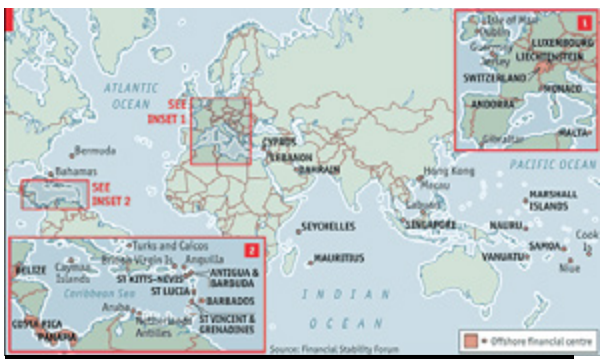 1
Isle of Man
Dublin
Guernsey
Jersey
LUXEMBOURG
LIECHTENSTEIN
SWITZERLAND
MONACO
ANDORRA
Gibraltar
MALTA
ATLANTIC
OCEAN
SEE
INSET 1
CYPRUS
LEBANON
BAHRAIN
Bermuda
Bahamas
SEE
INSET 2
Hong Kong
Macau
Labuan
SINGAPORE
PACIFIC OCEAN
MARSHALL
ISLANDS
NAURU
Cook
Is
SAMOA
VANUATU
Niue
SEYCHELLES
MAURITIUS
INDIAN
OCEAN
2
Turks and Caicos
British Virgin Is
Anguilla
BELIZE
Cayman
Islands
ST KITTS-NEVIS
ANTIGUA &
BARBUDA
ST LUCIA
Caribbean Sea
BARBADOS
Aruba
Netherlands
Antilles
ST VINCENT &
GRENADINES
COSTA RICA
PANAMA
Source: Financial Stability Forum
Offshore financial centre